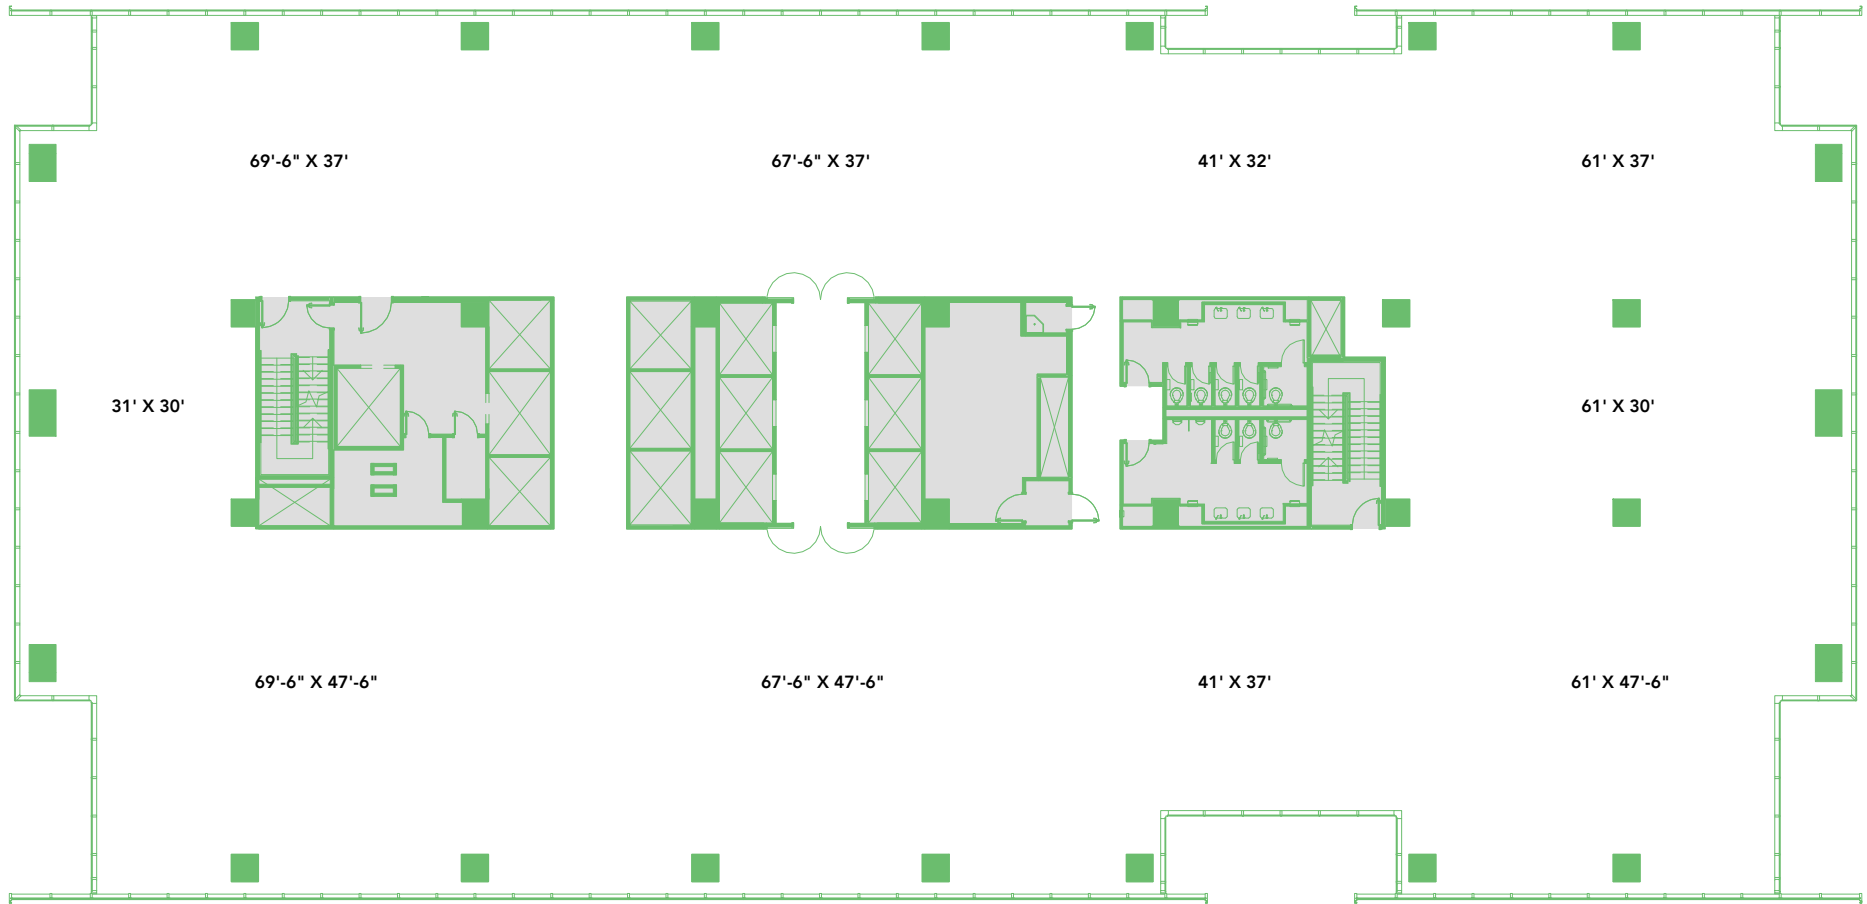 69'-6" X 37'
67'-6" X 37'
41' X 32'
61' X 37'
31' X 30'
61' X 30'
69'-6" X 47'-6"
67'-6" X 47'-6"
41' X 37'
61' X 47'-6"